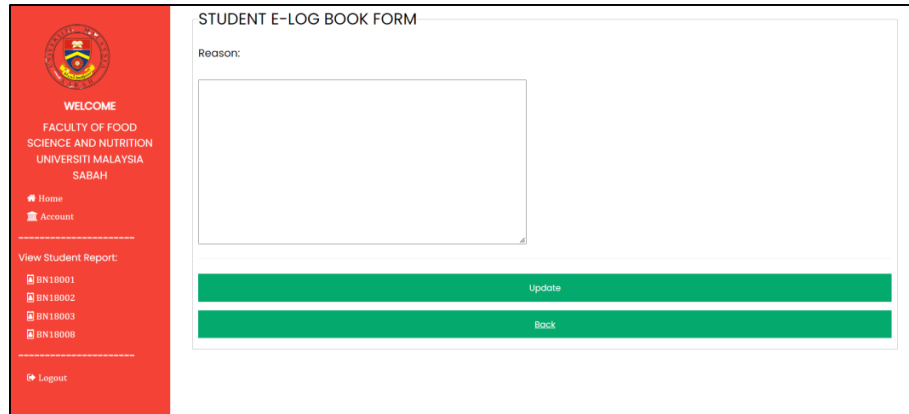 WELCOME
FACULTY OF FOOD
SCIENCE AND NUTRITION
UNIVERSITI MALAYSIA
SABAH
Home
Account
----------------------
View Student Report:
BN18001
BN18002
BN18003
BN18008
----------------------
Logout
STUDENT E-LOG BOOK FORM
Reason:
Update
Back